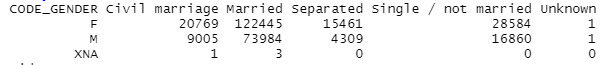 CODE_GENDER Civil marriage Married Separated Single / not married Unknown
F 20769 122445 15461 28584 1
M 9005 73984 4309 16860 1
XNA 1 3 0 0 0